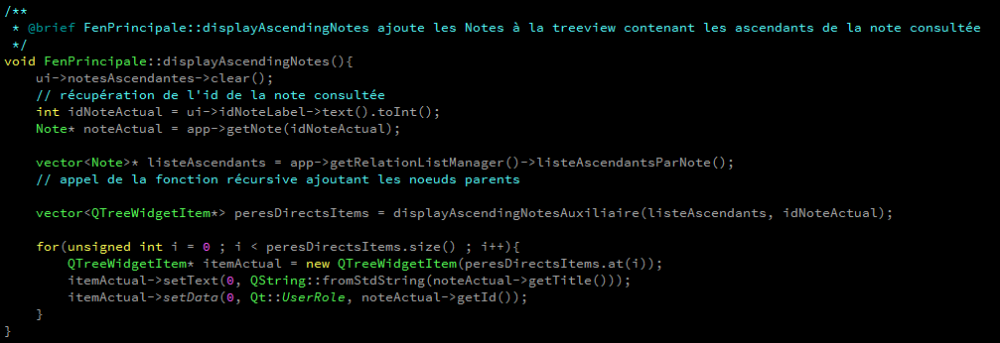 /**
 * @brief FenPrincipale::displayAscendingNotes ajoute les Notes à la treeview contenant les ascendants de la note consultée
 */
void FenPrincipale::displayAscendingNotes(){
    ui->notesAscendantes->clear();
    // récupération de l'id de la note consultée
    int idNoteActual = ui->idNoteLabel->text().toInt();
    Note* noteActual = app->getNote(idNoteActual);

    vector<Note>* listeAscendants = app->getRelationListManager()->listeAscendantsParNote();
    // appel de la fonction récursive ajoutant les noeuds parents

    vector<QTreeWidgetItem*> peresDirectsItems = displayAscendingNotesAuxiliaire(listeAscendants, idNoteActual);

    for(unsigned int i = 0 ; i < peresDirectsItems.size() ; i++){
        QTreeWidgetItem* itemActual = new QTreeWidgetItem(peresDirectsItems.at(i));
        itemActual->setText(0, QString::fromStdString(noteActual->getTitle()));
        itemActual->setData(0, Qt::UserRole, noteActual->getId());
    }
}